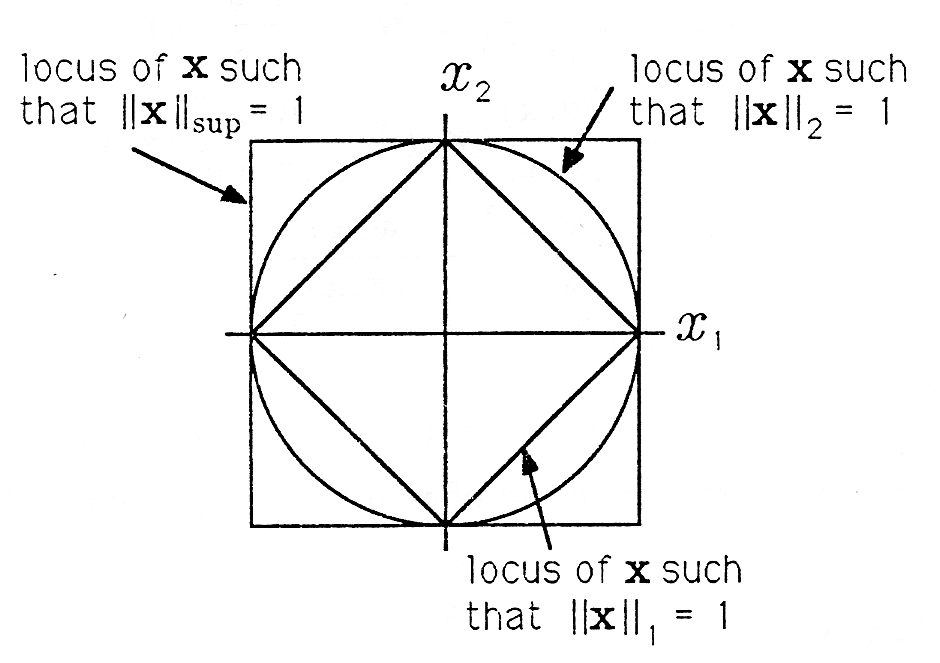 locus of x such
that ||x||sup = 1
x2
locus of x such
that ||x||2 = 1
x1
locus of x such
that ||x||1 = 1